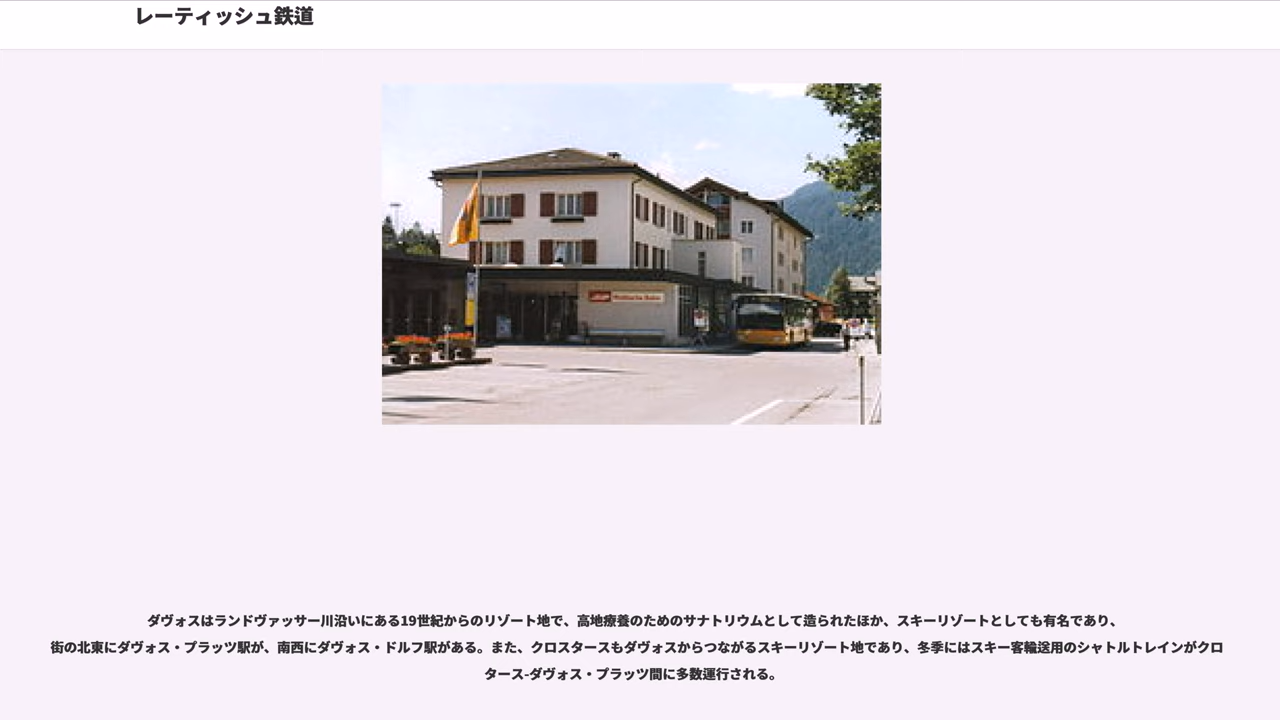 レーティッシュ鉄道
Rhätische Bahn
ダヴォスはランドヴァッサー川沿いにある19世紀からのリゾート地で、高地療養のためのサナトリウムとして造られたほか、スキーリゾートとしても有名であり、
街の北東にダヴォス・プラッツ駅が、南西にダヴォス・ドルフ駅がある。また、クロスタースもダヴォスからつながるスキーリゾート地であり、冬季にはスキー客輸送用のシャトルトレインがクロ
タース-ダヴォス・プラッツ間に多数運行される。